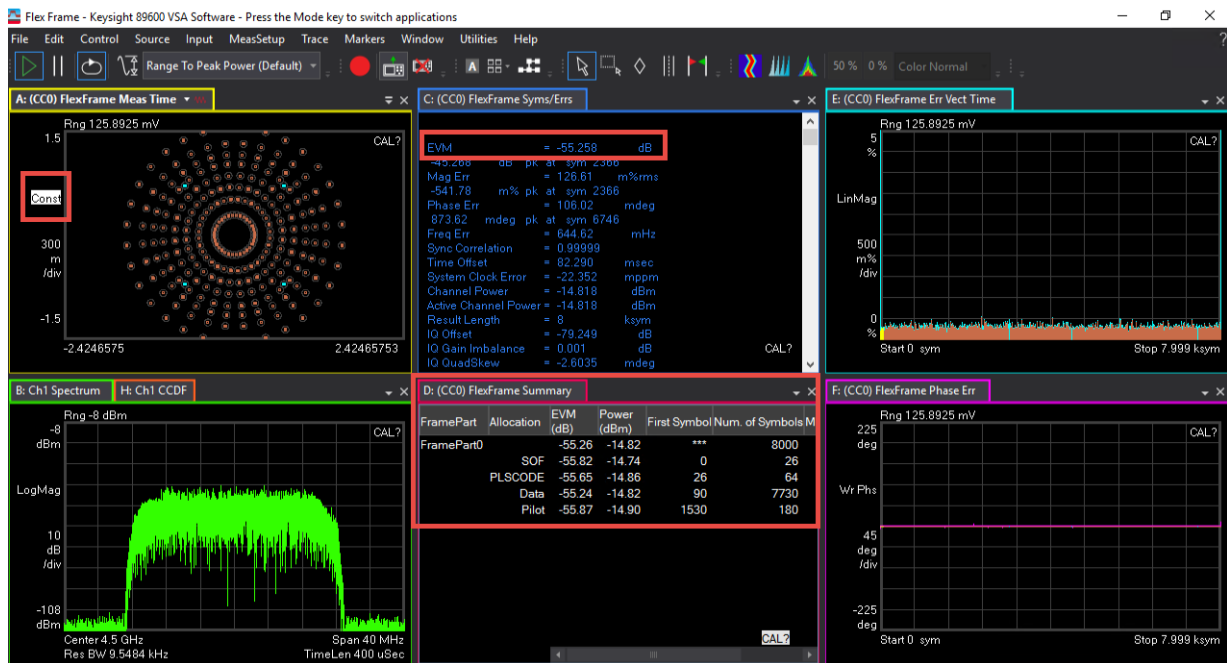 Flex Frame - Keysight 89600 VSA Software - Press the Mode key to switch applications
File Edit Control Source Input MeasSetup Trace Markers Window Utilities Help ?
Range To Peak Power (Default) A 50 % 0 % Color Normal
A: (CC0) FlexFrame Meas Time
Rng 125.8925 mV
1.5
CAL?
Const
300
m
/div
-1.5
-2.4246575 2.42465753
C: (CC0) FlexFrame Syms/Errs
EVM = -55.258 dB
-45.268 dB pk at sym 2366
Mag Err = 126.61 m%rms
-541.78 m% pk at sym 2366
Phase Err = 106.02 mdeg
873.62 mdeg pk at sym 6746
Freq Err = 644.62 mHz
Sync Correlation = 0.99999
Time Offset = 82.290 msec
System Clock Error = -22.352 mppm
Channel Power = -14.818 dBm
Active Channel Power = -14.818 dBm
Result Length = 8 ksym
IQ Offset = -79.249 dB
IQ Gain Imbalance = 0.001 dB CAL?
IQ QuadSkew = -2.6035 mdeg
E: (CC0) FlexFrame Err Vect Time
Rng 125.8925 mV
5
%
CAL?
LinMag
500
m%
/div
0
%
Start 0 sym Stop 7.999 ksym
B: Ch1 Spectrum H: Ch1 CCDF
Rng -8 dBm
-8
dBm
CAL?
LogMag
10
dB
/div
-108
dBm
Center 4.5 GHz Span 40 MHz
Res BW 9.5484 kHz TimeLen 400 uSec
D: (CC0) FlexFrame Summary
FramePart Allocation EVM (dB) Power (dBm) First Symbol Num. of Symbols M
FramePart0 -55.26 -14.82 *** 8000
SOF -55.82 -14.74 0 26
PLSCODE -55.65 -14.86 26 64
Data -55.24 -14.82 90 7730
Pilot -55.87 -14.90 1530 180
CAL?
F: (CC0) FlexFrame Phase Err
Rng 125.8925 mV
225
deg
CAL?
Wr Phs
45
deg
/div
-225
deg
Start 0 sym Stop 7.999 ksym